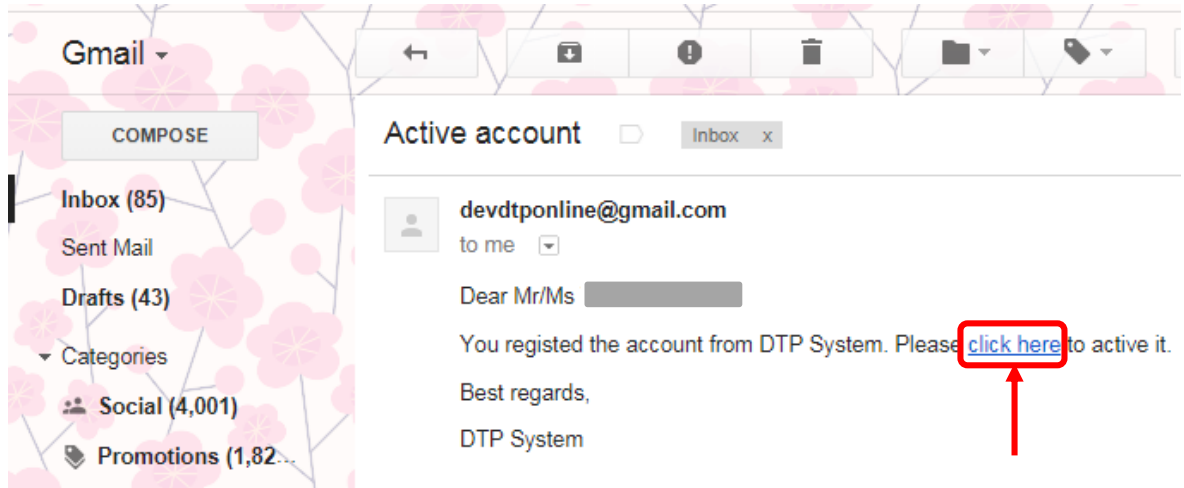 Gmail
COMPOSE
Inbox (85)
Sent Mail
Drafts (43)
Categories
Social (4,001)
Promotions (1,82...
Active account
Inbox x
devdtponline@gmail.com
to me
Dear Mr/Ms
You registed the account from DTP System. Please click here to active it.
Best regards,
DTP System